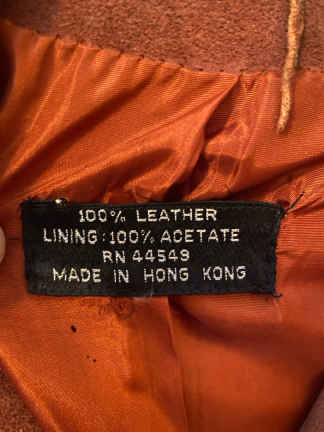 100% LEATHER
LINING: 100% ACETATE
RN 44549
MADE IN HONG KONG